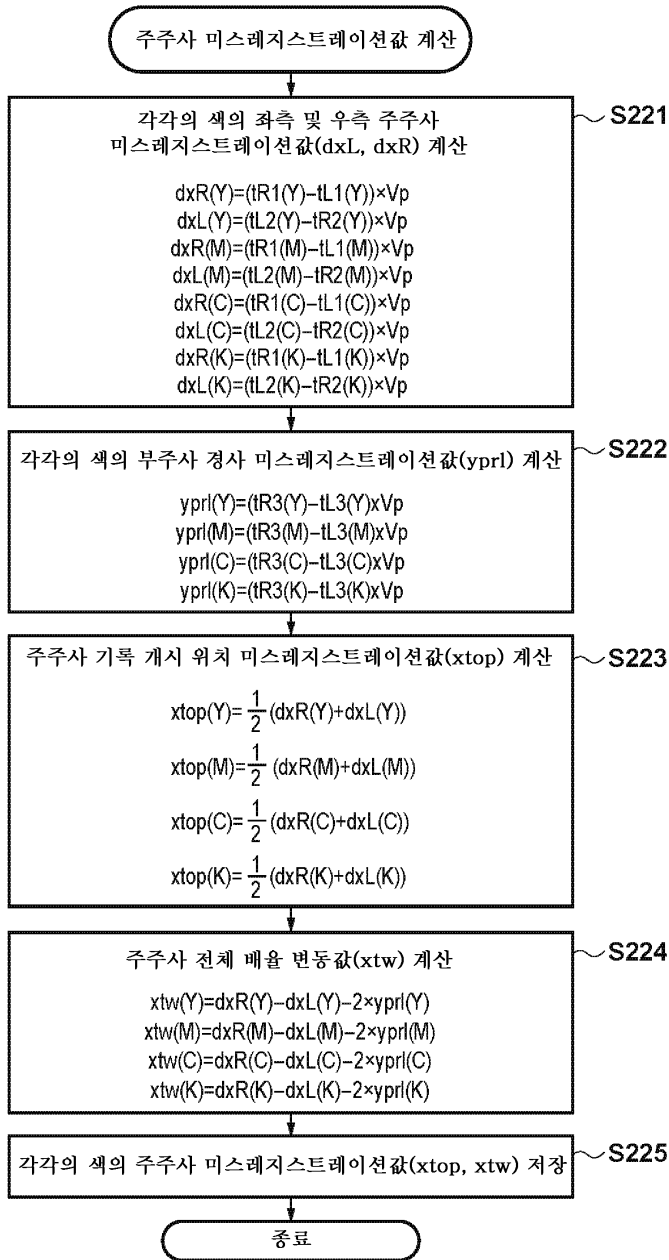 주주사 미스레지스트레이션값 계산
S221
각각의 색의 좌측 및 우측 주주사
미스레지스트레이션값(dxL, dxR) 계산
dxR(Y)=(tR1(Y)–tL1(Y))×Vp
dxL(Y)=(tL2(Y)–tR2(Y))×Vp
dxR(M)=(tR1(M)–tL1(M))×Vp
dxL(M)=(tL2(M)–tR2(M))×Vp
dxR(C)=(tR1(C)–tL1(C))×Vp
dxL(C)=(tL2(C)–tR2(C))×Vp
dxR(K)=(tR1(K)–tL1(K))×Vp
dxL(K)=(tL2(K)–tR2(K))×Vp
S222
각각의 색의 부주사 경사 미스레지스트레이션값(yprl) 계산
yprl(Y)=(tR3(Y)–tL3(Y)xVp
yprl(M)=(tR3(M)–tL3(M)xVp
yprl(C)=(tR3(C)–tL3(C)xVp
yprl(K)=(tR3(K)–tL3(K)xVp
S223
주주사 기록 개시 위치 미스레지스트레이션값(xtop) 계산
xtop(Y)= 1/2 (dxR(Y)+dxL(Y))
xtop(M)= 1/2 (dxR(M)+dxL(M))
xtop(C)= 1/2 (dxR(C)+dxL(C))
xtop(K)= 1/2 (dxR(K)+dxL(K))
S224
주주사 전체 배율 변동값(xtw) 계산
xtw(Y)=dxR(Y)–dxL(Y)–2×yprl(Y)
xtw(M)=dxR(M)–dxL(M)–2×yprl(M)
xtw(C)=dxR(C)–dxL(C)–2×yprl(C)
xtw(K)=dxR(K)–dxL(K)–2×yprl(K)
S225
각각의 색의 주주사 미스레지스트레이션값(xtop, xtw) 저장
종료